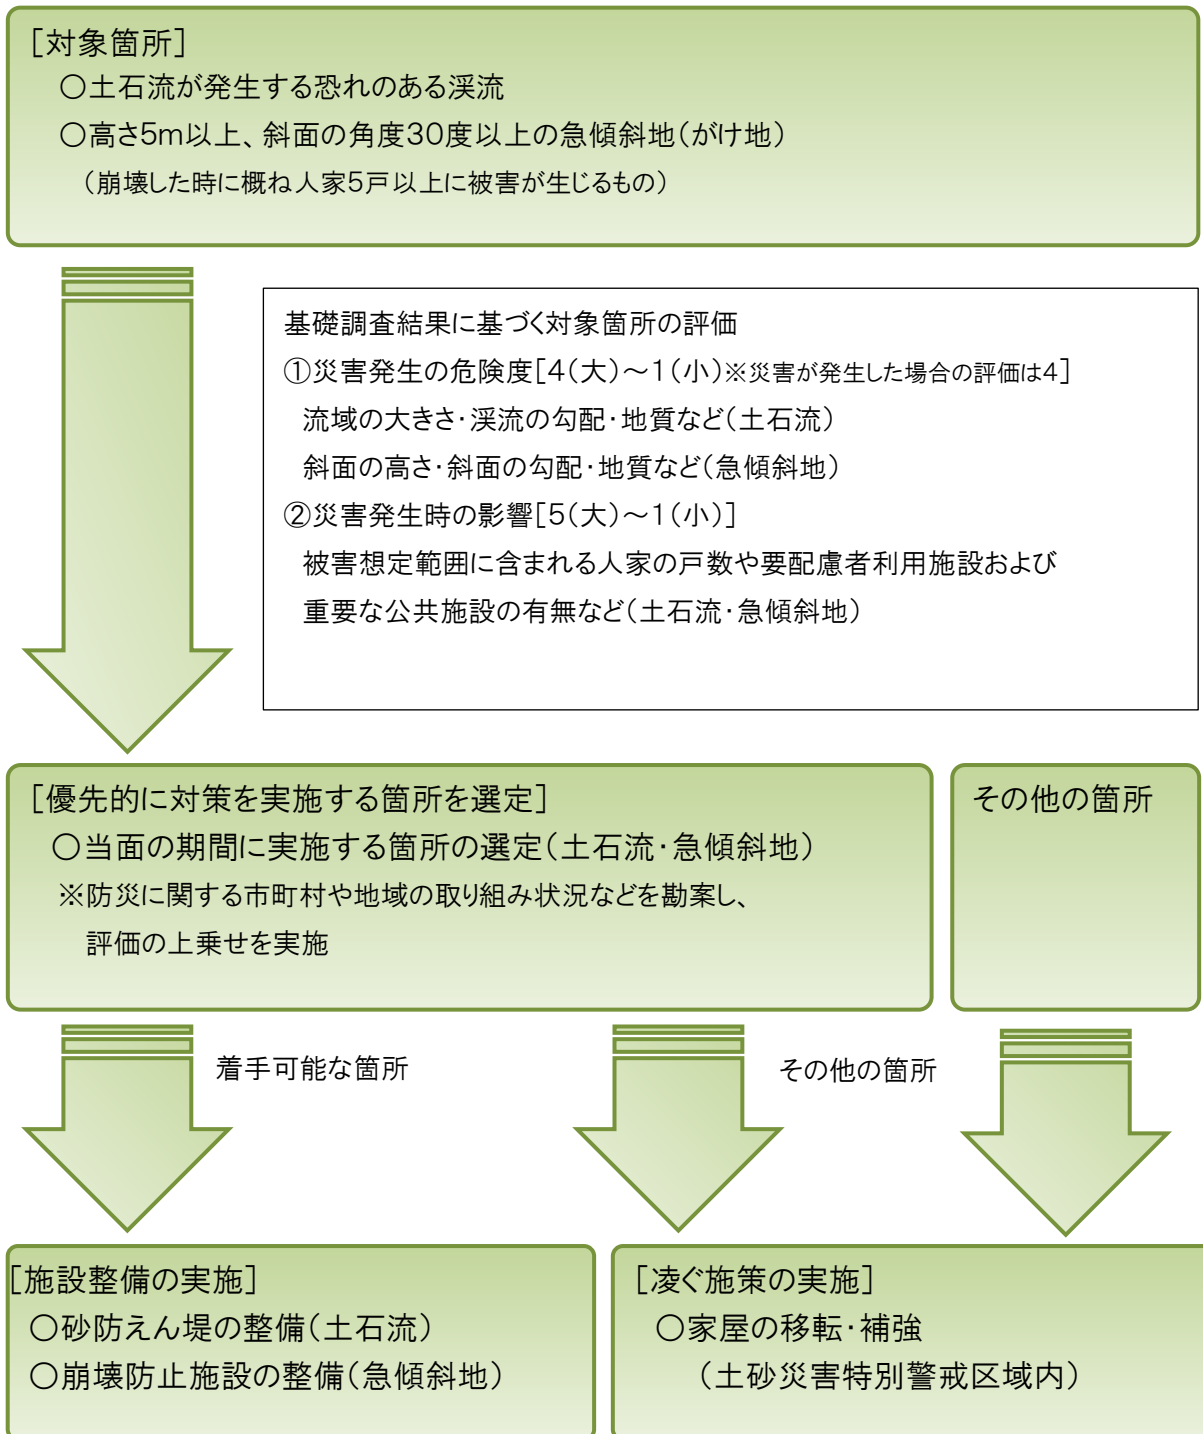 ［対象箇所］
○土石流が発生する恐れのある渓流
○高さ5m以上、斜面の角度30度以上の急傾斜地（がけ地）
（崩壊した時に概ね人家5戸以上に被害が生じるもの）
基礎調査結果に基づく対象箇所の評価
①災害発生の危険度［4（大）～1（小）※災害が発生した場合の評価は4］
流域の大きさ・渓流の勾配・地質など（土石流）
斜面の高さ・斜面の勾配・地質など（急傾斜地）
②災害発生時の影響［5（大）～1（小）］
被害想定範囲に含まれる人家の戸数や要配慮者利用施設および
重要な公共施設の有無など（土石流・急傾斜地）
［優先的に対策を実施する箇所を選定］
○当面の期間に実施する箇所の選定（土石流・急傾斜地）
※防災に関する市町村や地域の取り組み状況などを勘案し、
評価の上乗せを実施
その他の箇所
着手可能な箇所
その他の箇所
［施設整備の実施］
○砂防えん堤の整備（土石流）
○崩壊防止施設の整備（急傾斜地）
［凌ぐ施策の実施］
○家屋の移転・補強
（土砂災害特別警戒区域内）